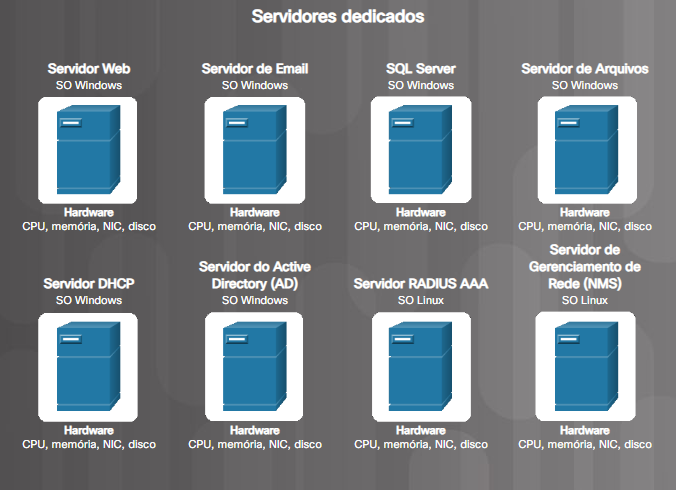 Servidores dedicados
Servidor Web
SO Windows
Hardware
CPU, memória, NIC, disco
Servidor de Email
SO Windows
Hardware
CPU, memória, NIC, disco
SQL Server
SO Windows
Hardware
CPU, memória, NIC, disco
Servidor de Arquivos
SO Windows
Hardware
CPU, memória, NIC, disco
Servidor DHCP
SO Windows
Hardware
CPU, memória, NIC, disco
Servidor do Active
Directory (AD)
SO Windows
Hardware
CPU, memória, NIC, disco
Servidor RADIUS AAA
SO Linux
Hardware
CPU, memória, NIC, disco
Servidor de
Gerenciamento de
Rede (NMS)
SO Linux
Hardware
CPU, memória, NIC, disco